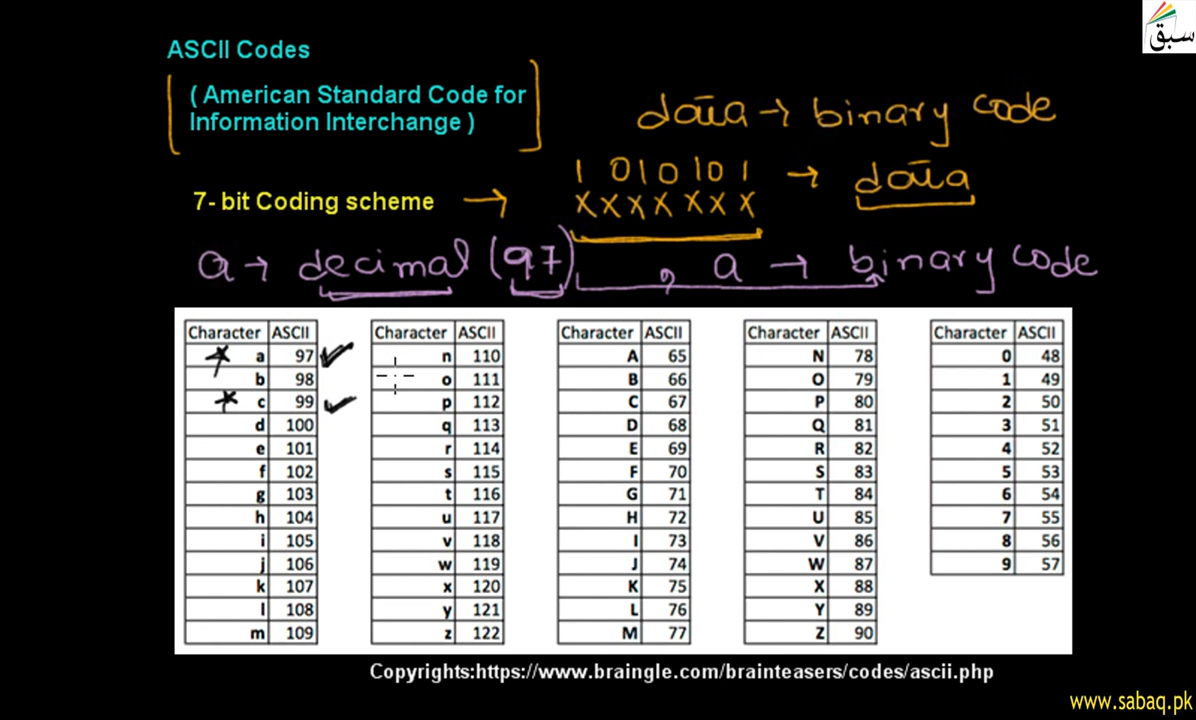 سبق
ASCII Codes
( American Standard Code for
Information Interchange )
data → binary code
1 010 10 1 → data
7- bit Coding scheme → XXXX XXX
a → decimal (97) , a → binary code
Character ASCII Character ASCII Character ASCII Character ASCII Character ASCII
a 97 n 110 A 65 N 78 0 48
b 98 o 111 B 66 O 79 1 49
c 99 p 112 C 67 P 80 2 50
d 100 q 113 D 68 Q 81 3 51
e 101 r 114 E 69 R 82 4 52
f 102 s 115 F 70 S 83 5 53
g 103 t 116 G 71 T 84 6 54
h 104 u 117 H 72 U 85 7 55
i 105 v 118 I 73 V 86 8 56
j 106 w 119 J 74 W 87 9 57
k 107 x 120 K 75 X 88
l 108 y 121 L 76 Y 89
m 109 z 122 M 77 Z 90
Copyrights:https://www.braingle.com/brainteasers/codes/ascii.php
www.sabaq.pk